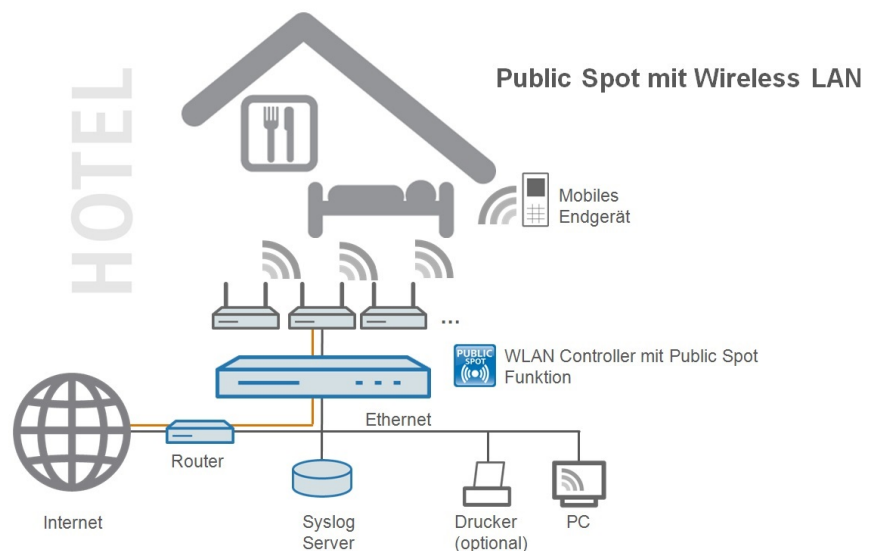 HOTEL
Public Spot mit Wireless LAN
Mobiles
Endgerät
...
PUBLIC
SPOT
WLAN Controller mit Public Spot
Funktion
Ethernet
Router
Internet
Syslog
Server
Drucker
(optional)
PC